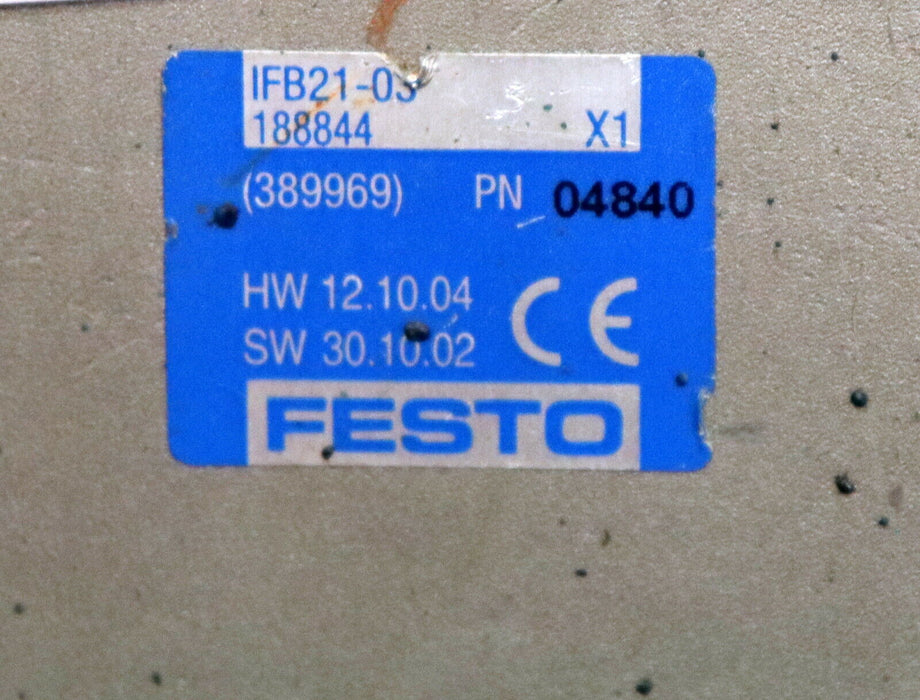 IFB21-03
188844 X1
(389969) PN 04840
HW 12.10.04
SW 30.10.02 CE
FESTO